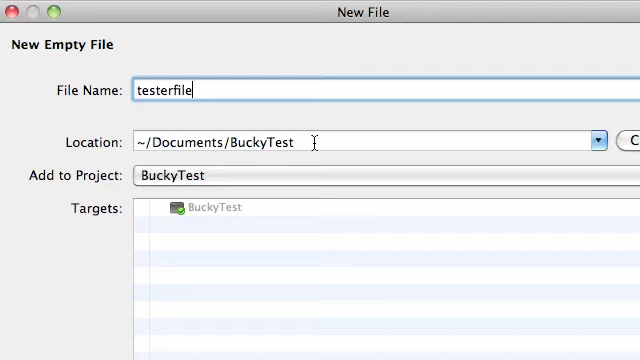 New File
New Empty File
File Name: testerfile
Location: ~/Documents/BuckyTest C
Add to Project: BuckyTest
Targets: BuckyTest